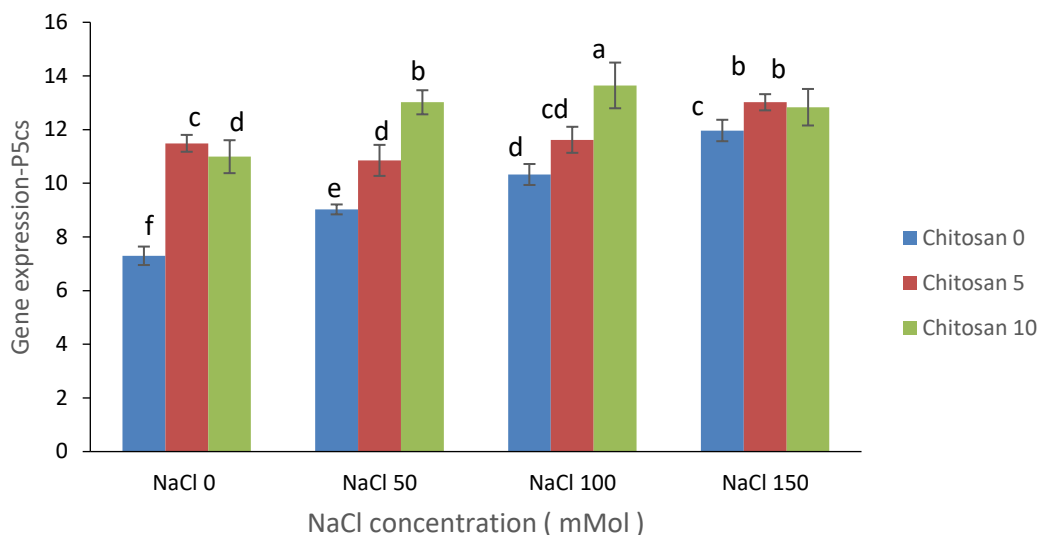 Gene expression-P5cs
16
14
12
10
8
6
4
2
0
f
c
d
e
d
b
d
cd
a
c
b
b
NaCl 0
NaCl 50
NaCl 100
NaCl 150
NaCl concentration ( mMol )
Chitosan 0
Chitosan 5
Chitosan 10